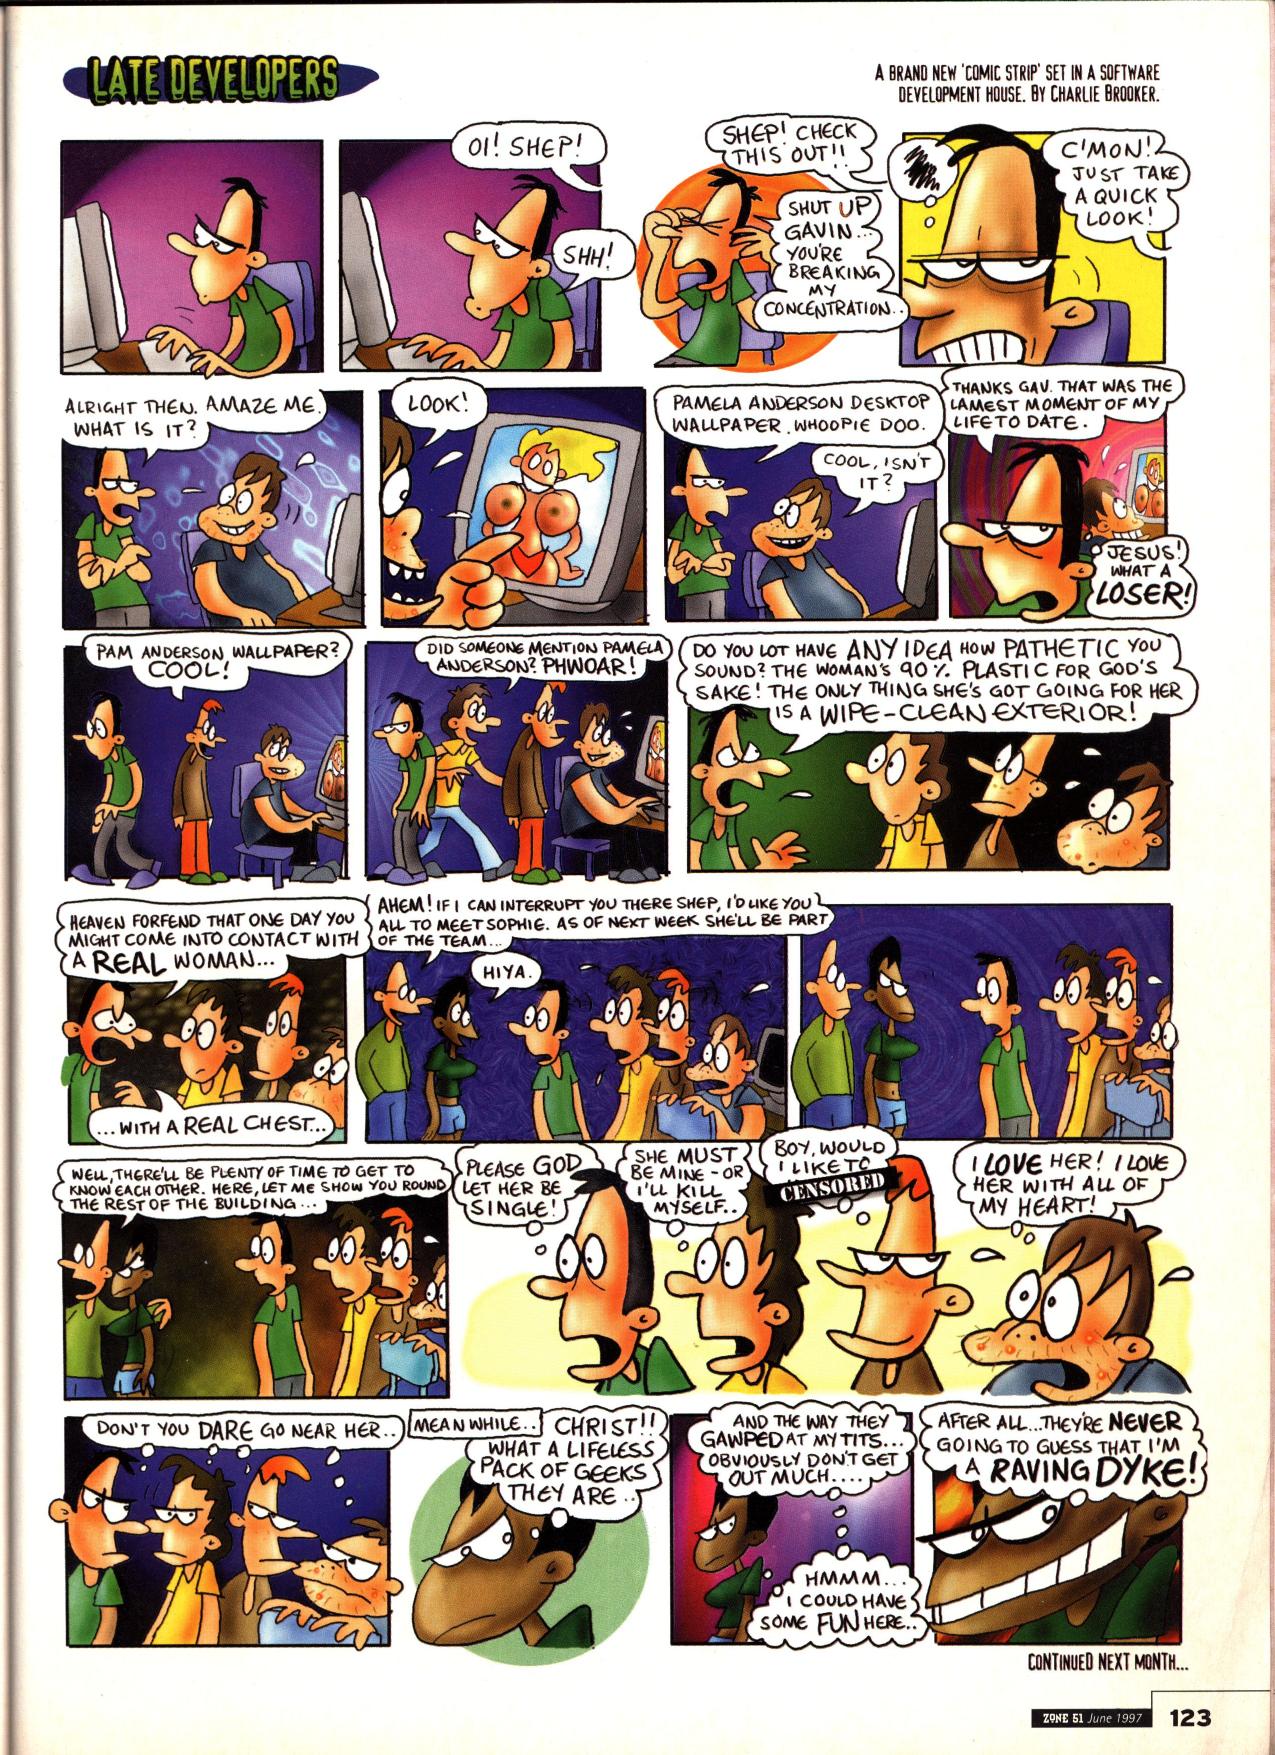 LATE DEVELOPERS
A BRAND NEW 'COMIC STRIP' SET IN A SOFTWARE
DEVELOPMENT HOUSE. BY CHARLIE BROOKER.
OI! SHEP!
SHH!
SHEP! CHECK
THIS OUT!!
SHUT UP
GAVIN...
YOU'RE
BREAKING
MY
CONCENTRATION..
C'MON!
JUST TAKE
A QUICK
LOOK!
ALRIGHT THEN. AMAZE ME.
WHAT IS IT?
LOOK!
PAMELA ANDERSON DESKTOP
WALLPAPER. WHOOPIE DOO.
COOL, ISN'T
IT?
THANKS GAV. THAT WAS THE
LAMEST MOMENT OF MY
LIFE TO DATE.
JESUS!
WHAT A
LOSER!
PAM ANDERSON WALLPAPER?
COOL!
DID SOMEONE MENTION PAMELA
ANDERSON? PHWOAR!
DO YOU LOT HAVE ANY IDEA HOW PATHETIC YOU
SOUND? THE WOMAN'S 90% PLASTIC FOR GOD'S
SAKE! THE ONLY THING SHE'S GOT GOING FOR HER
IS A WIPE-CLEAN EXTERIOR!
HEAVEN FORFEND THAT ONE DAY YOU
MIGHT COME INTO CONTACT WITH
A REAL WOMAN...
...WITH A REAL CHEST...
AHEM! IF I CAN INTERRUPT YOU THERE SHEP, I'D LIKE YOU
ALL TO MEET SOPHIE. AS OF NEXT WEEK SHE'LL BE PART
OF THE TEAM...
HIYA.
WELL, THERE'LL BE PLENTY OF TIME TO GET TO
KNOW EACH OTHER. HERE, LET ME SHOW YOU ROUND
THE REST OF THE BUILDING...
PLEASE GOD
LET HER BE
SINGLE!
SHE MUST
BE MINE - OR
I'LL KILL
MYSELF..
BOY, WOULD
I LIKE TO
CENSORED
I LOVE HER! I LOVE
HER WITH ALL OF
MY HEART!
DON'T YOU DARE GO NEAR HER..
MEANWHILE..
CHRIST!!
WHAT A LIFELESS
PACK OF GEEKS
THEY ARE..
AND THE WAY THEY
GAWPED AT MY TITS...
OBVIOUSLY DON'T GET
OUT MUCH....
HMMM...
I COULD HAVE
SOME FUN HERE..
AFTER ALL...THEY'RE NEVER
GOING TO GUESS THAT I'M
A RAVING DYKE!
CONTINUED NEXT MONTH...
ZONE 51 June 1997 123